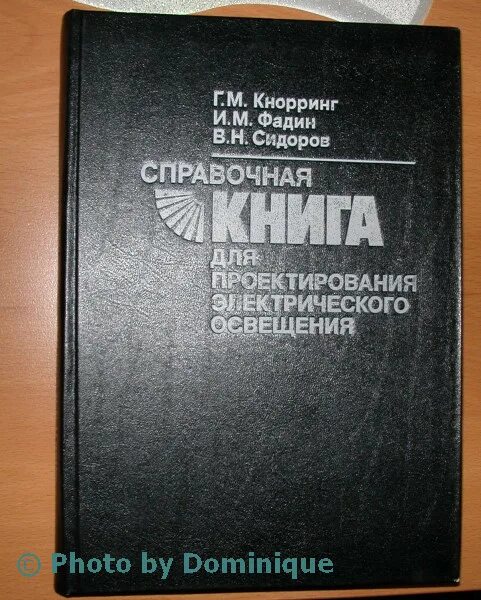 Г.М. Кнорринг
И.М. Фадин
В.Н. Сидоров
СПРАВОЧНАЯ
КНИГА
ДЛЯ
ПРОЕКТИРОВАНИЯ
ЭЛЕКТРИЧЕСКОГО
ОСВЕЩЕНИЯ
© Photo by Dominique